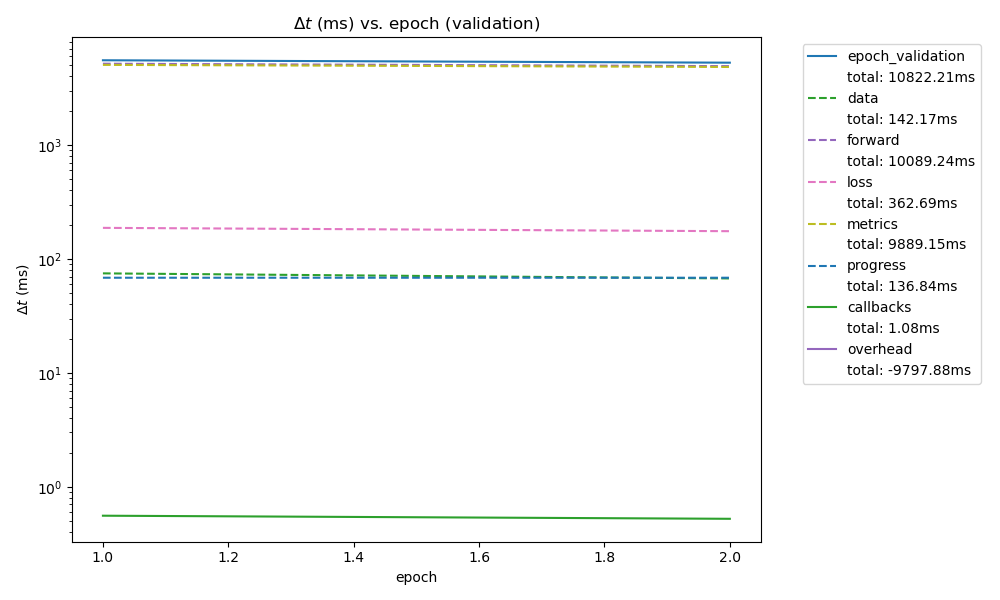 Δt (ms) vs. epoch (validation)
Δt (ms)
10³
10²
10¹
10⁰
1.0 1.2 1.4 1.6 1.8 2.0
epoch
epoch_validation
total: 10822.21ms
data
total: 142.17ms
forward
total: 10089.24ms
loss
total: 362.69ms
metrics
total: 9889.15ms
progress
total: 136.84ms
callbacks
total: 1.08ms
overhead
total: -9797.88ms